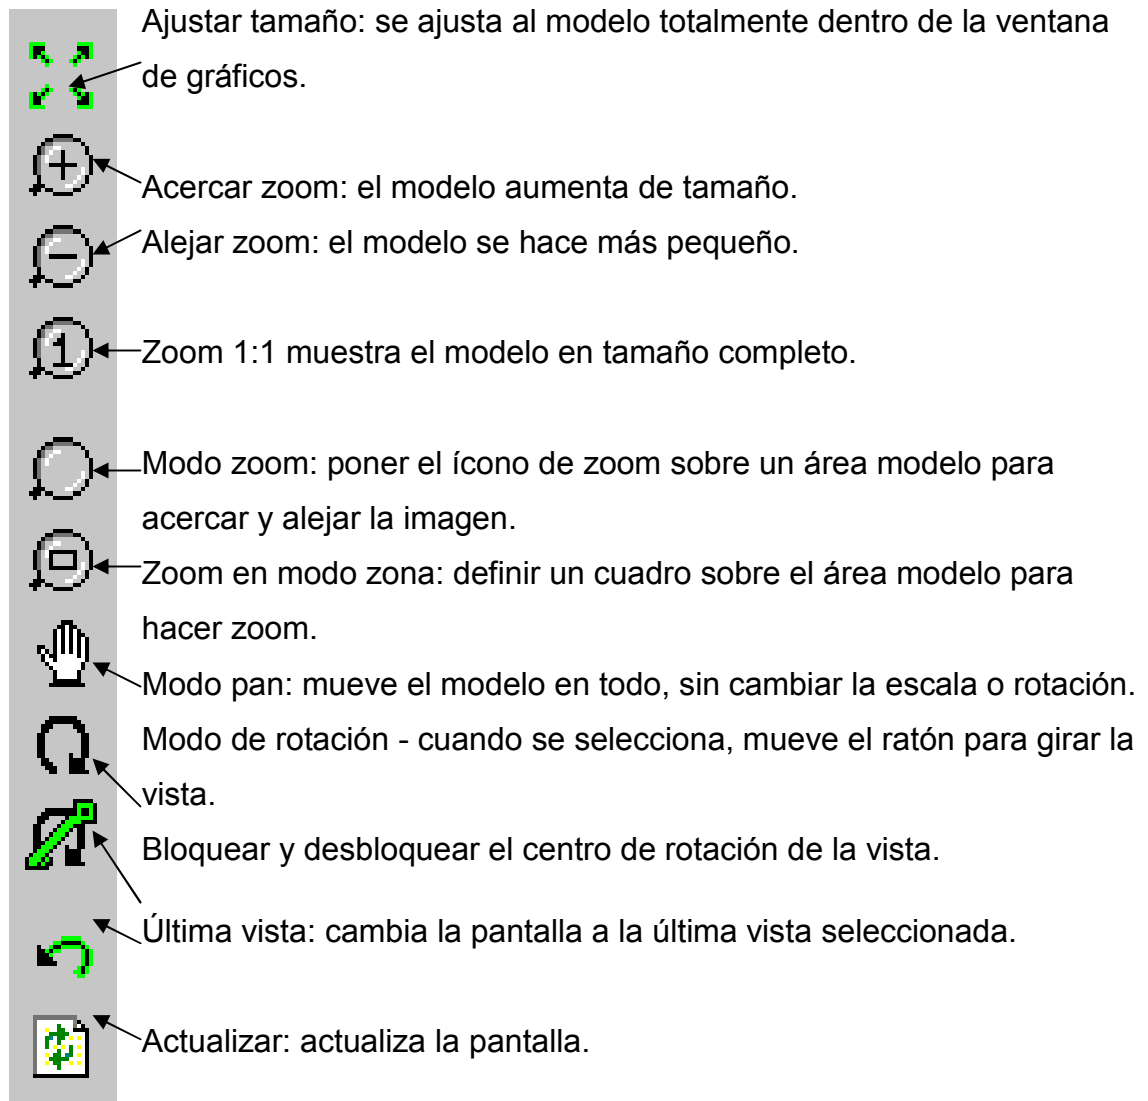 Ajustar tamaño: se ajusta al modelo totalmente dentro de la ventana
de gráficos.
Acercar zoom: el modelo aumenta de tamaño.
Alejar zoom: el modelo se hace más pequeño.
1
Zoom 1:1 muestra el modelo en tamaño completo.
Modo zoom: poner el ícono de zoom sobre un área modelo para
acercar y alejar la imagen.
Zoom en modo zona: definir un cuadro sobre el área modelo para
hacer zoom.
Modo pan: mueve el modelo en todo, sin cambiar la escala o rotación.
Modo de rotación - cuando se selecciona, mueve el ratón para girar la
vista.
Bloquear y desbloquear el centro de rotación de la vista.
Última vista: cambia la pantalla a la última vista seleccionada.
Actualizar: actualiza la pantalla.